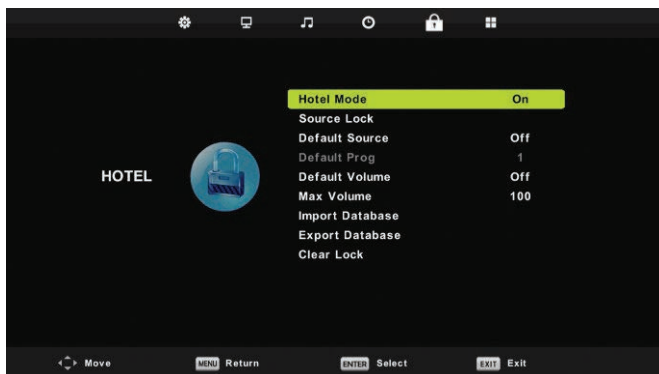 HOTEL
Hotel Mode On
Source Lock
Default Source Off
Default Prog 1
Default Volume Off
Max Volume 100
Import Database
Export Database
Clear Lock
Move MENU Return ENTER Select EXIT Exit